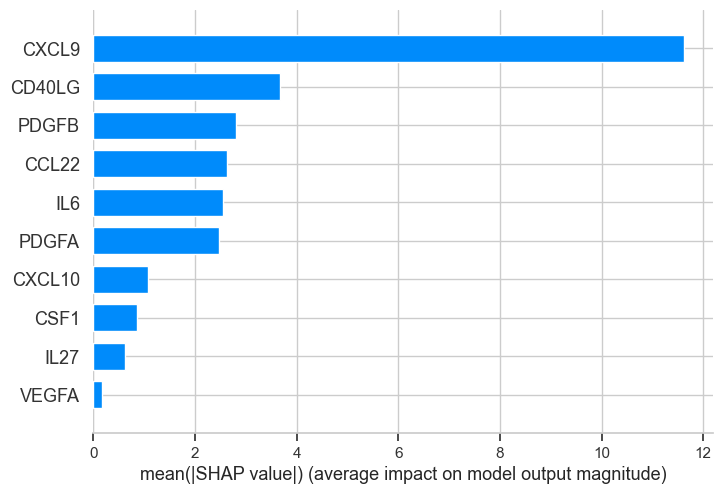 CXCL9
CD40LG
PDGFB
CCL22
IL6
PDGFA
CXCL10
CSF1
IL27
VEGFA
0 2 4 6 8 10 12
mean(|SHAP value|) (average impact on model output magnitude)